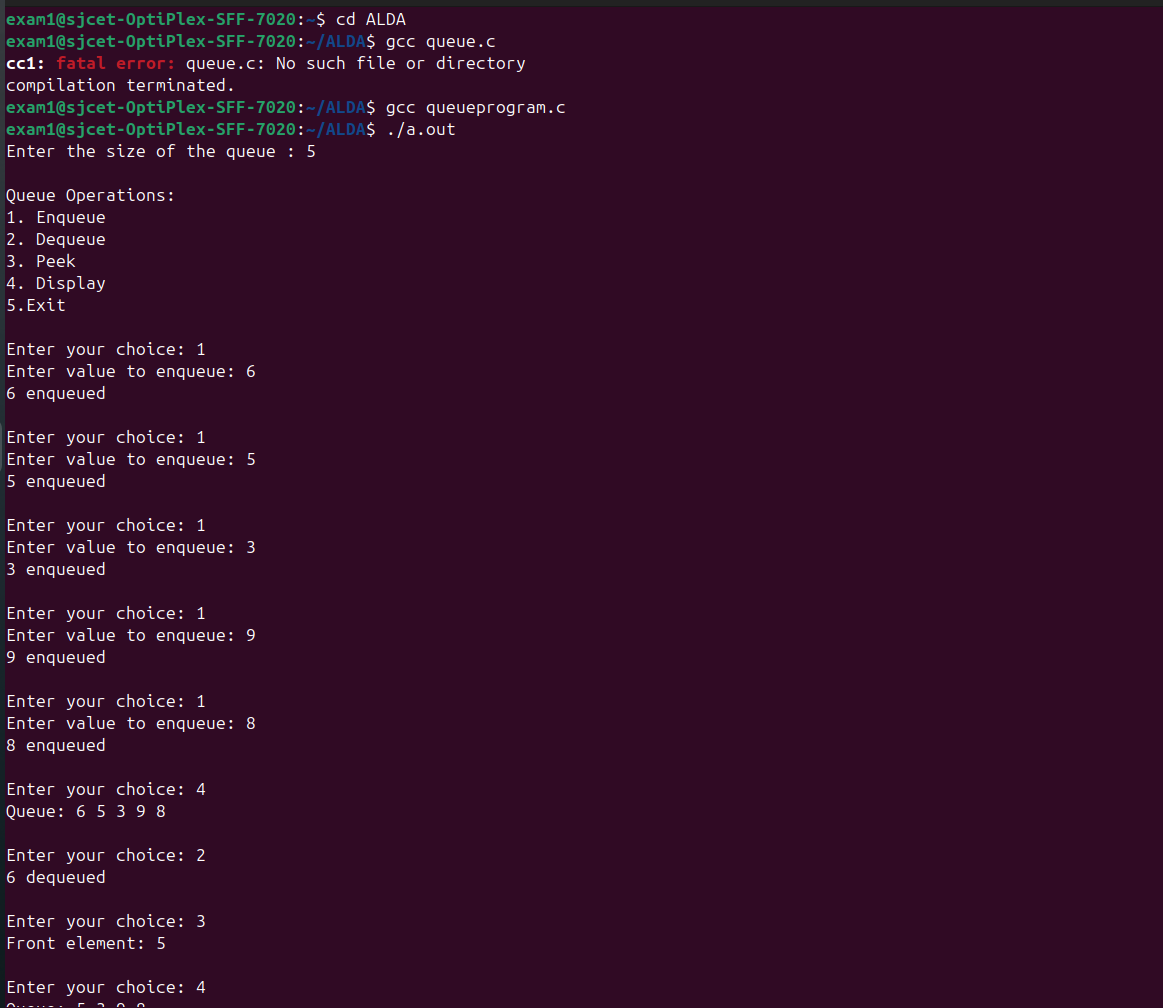 exam1@sjcet-OptiPlex-SFF-7020:~$ cd ALDA
exam1@sjcet-OptiPlex-SFF-7020:~/ALDA$ gcc queue.c
cc1: fatal error: queue.c: No such file or directory
compilation terminated.
exam1@sjcet-OptiPlex-SFF-7020:~/ALDA$ gcc queueprogram.c
exam1@sjcet-OptiPlex-SFF-7020:~/ALDA$ ./a.out
Enter the size of the queue : 5
Queue Operations:
1. Enqueue
2. Dequeue
3. Peek
4. Display
5.Exit
Enter your choice: 1
Enter value to enqueue: 6
6 enqueued
Enter your choice: 1
Enter value to enqueue: 5
5 enqueued
Enter your choice: 1
Enter value to enqueue: 3
3 enqueued
Enter your choice: 1
Enter value to enqueue: 9
9 enqueued
Enter your choice: 1
Enter value to enqueue: 8
8 enqueued
Enter your choice: 4
Queue: 6 5 3 9 8
Enter your choice: 2
6 dequeued
Enter your choice: 3
Front element: 5
Enter your choice: 4
Queue: 5 3 9 8